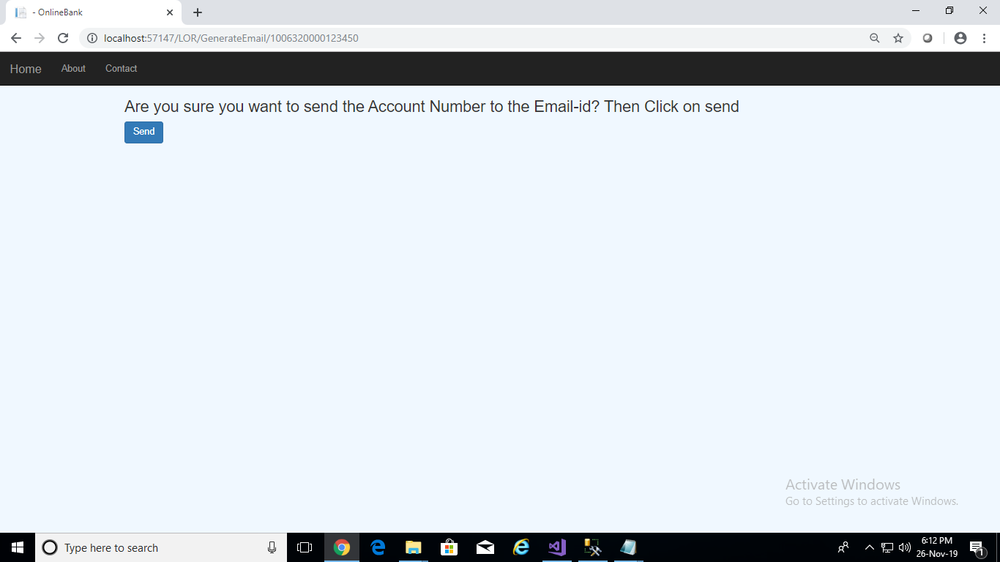 - OnlineBank
localhost:57147/LOR/GenerateEmail/1006320000123450
Home About Contact
Are you sure you want to send the Account Number to the Email-id? Then Click on send
Send
Activate Windows
Go to Settings to activate Windows.
Type here to search
6:12 PM
26-Nov-19
1